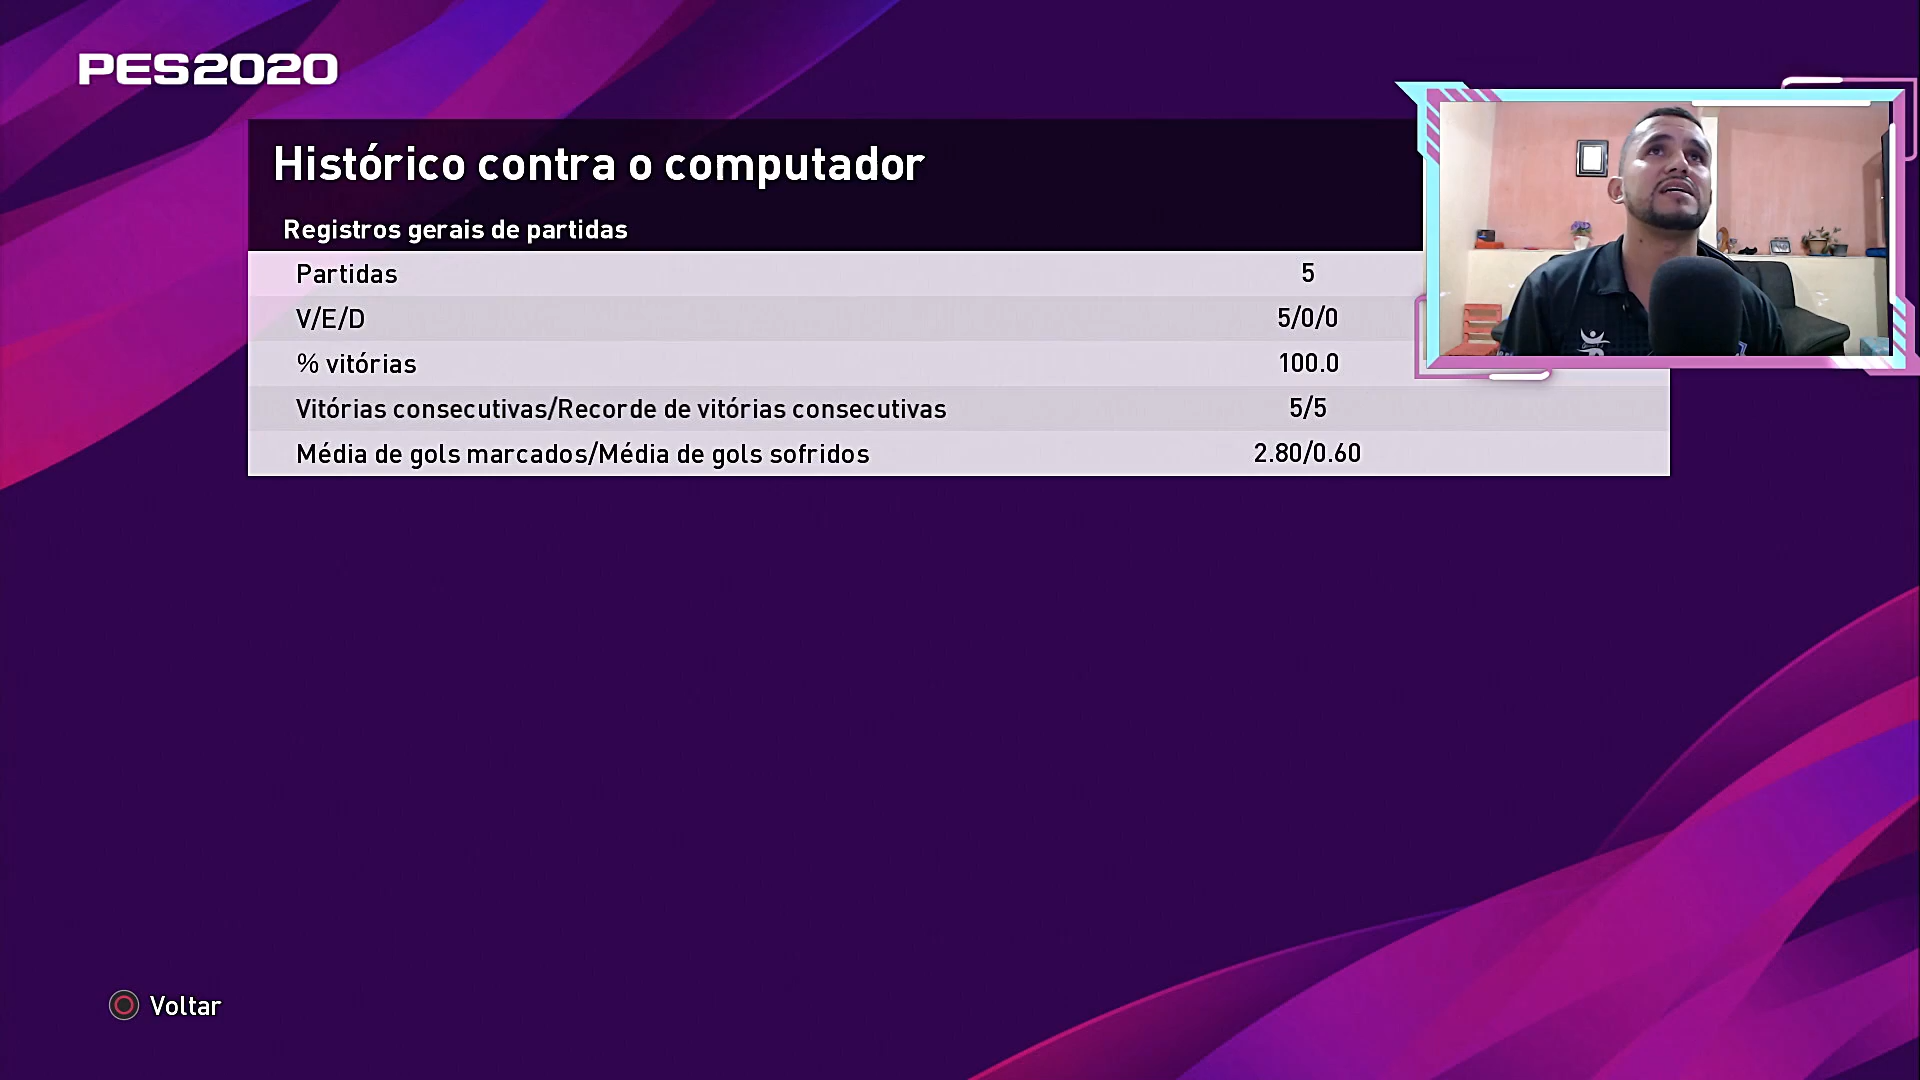 PES2020
Histórico contra o computador
Registros gerais de partidas
Partidas 5
V/E/D 5/0/0
% vitórias 100.0
Vitórias consecutivas/Recorde de vitórias consecutivas 5/5
Média de gols marcados/Média de gols sofridos 2.80/0.60
Voltar